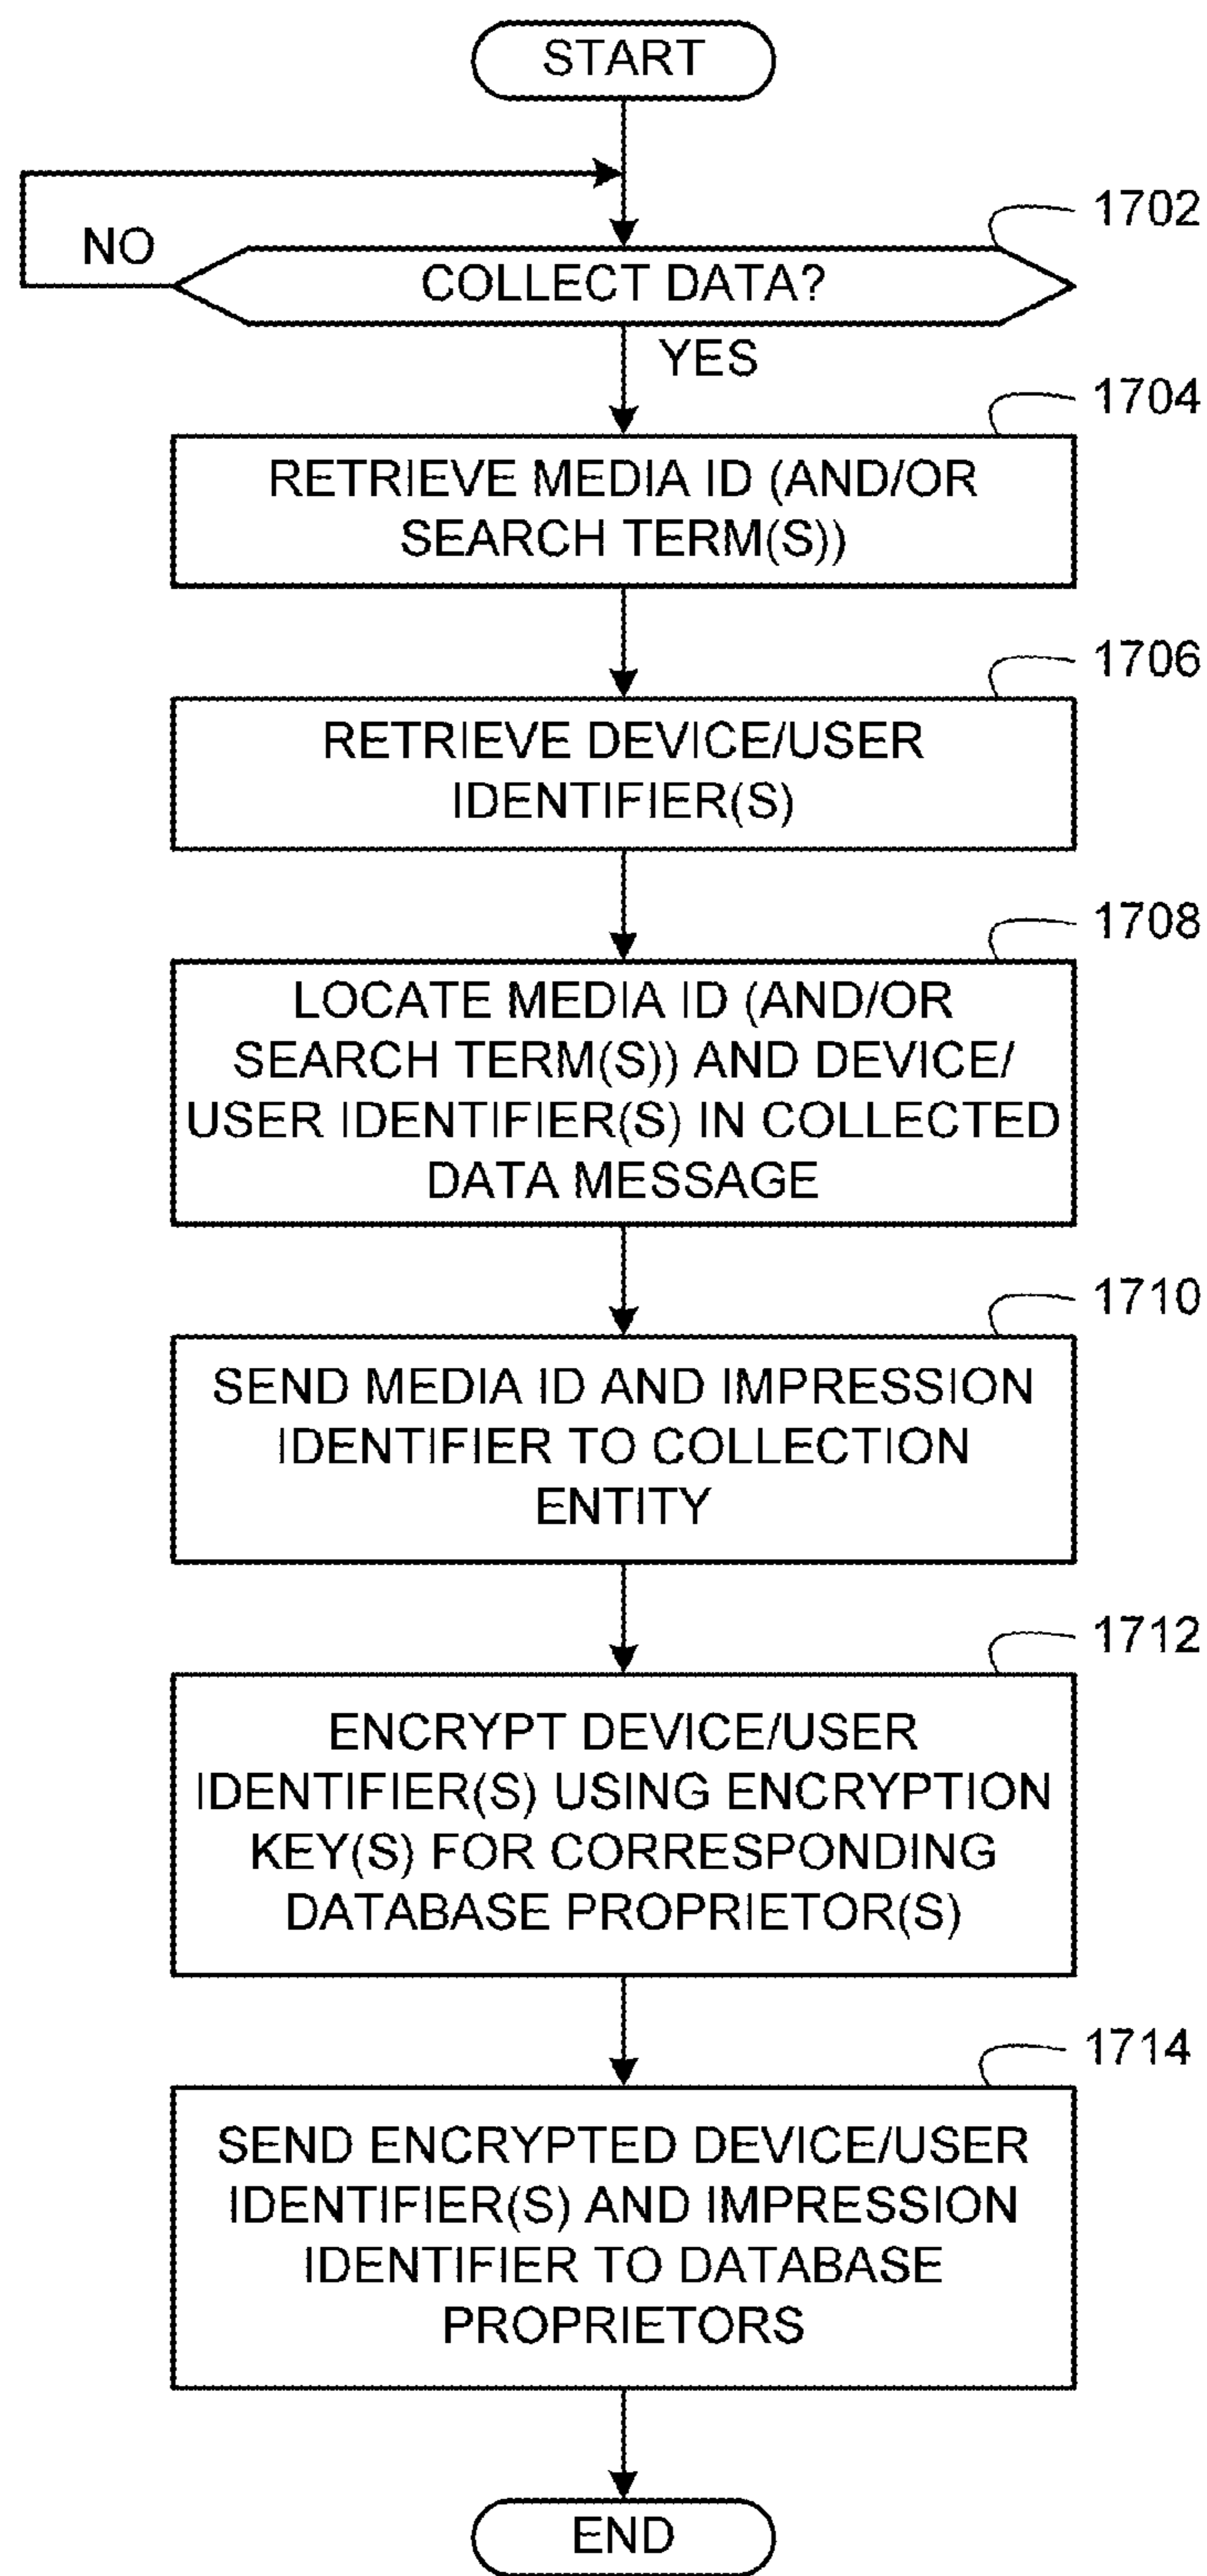 START
1702
NO
COLLECT DATA?
YES
1704
RETRIEVE MEDIA ID (AND/OR
SEARCH TERM(S))
1706
RETRIEVE DEVICE/USER
IDENTIFIER(S)
1708
LOCATE MEDIA ID (AND/OR
SEARCH TERM(S)) AND DEVICE/
USER IDENTIFIER(S) IN COLLECTED
DATA MESSAGE
1710
SEND MEDIA ID AND IMPRESSION
IDENTIFIER TO COLLECTION
ENTITY
1712
ENCRYPT DEVICE/USER
IDENTIFIER(S) USING ENCRYPTION
KEY(S) FOR CORRESPONDING
DATABASE PROPRIETOR(S)
1714
SEND ENCRYPTED DEVICE/USER
IDENTIFIER(S) AND IMPRESSION
IDENTIFIER TO DATABASE
PROPRIETORS
END